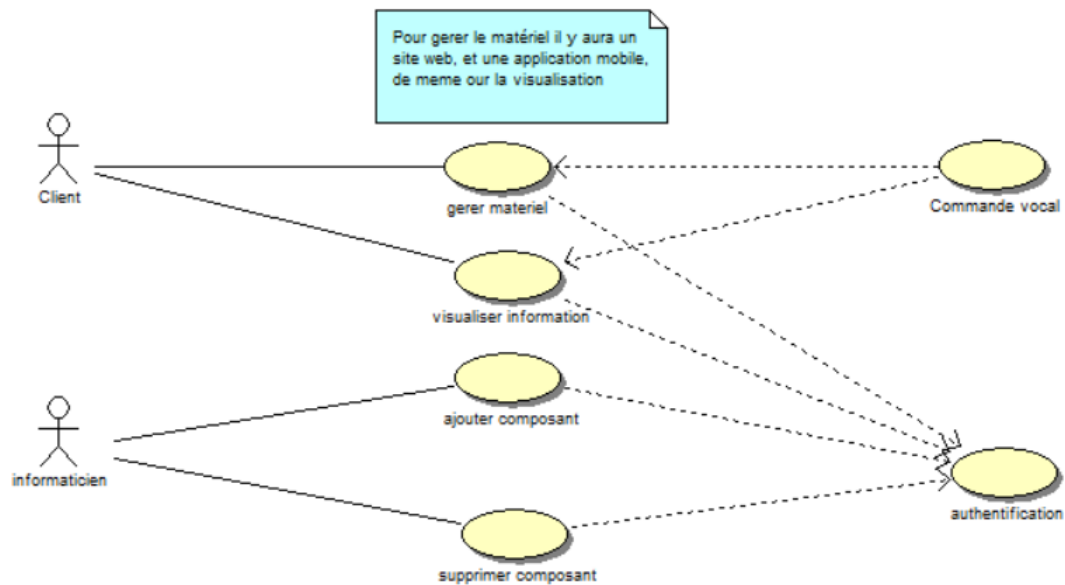 Pour gerer le matériel il y aura un
site web, et une application mobile,
de meme our la visualisation
Client
gerer materiel
Commande vocal
visualiser information
ajouter composant
informaticien
authentification
supprimer composant